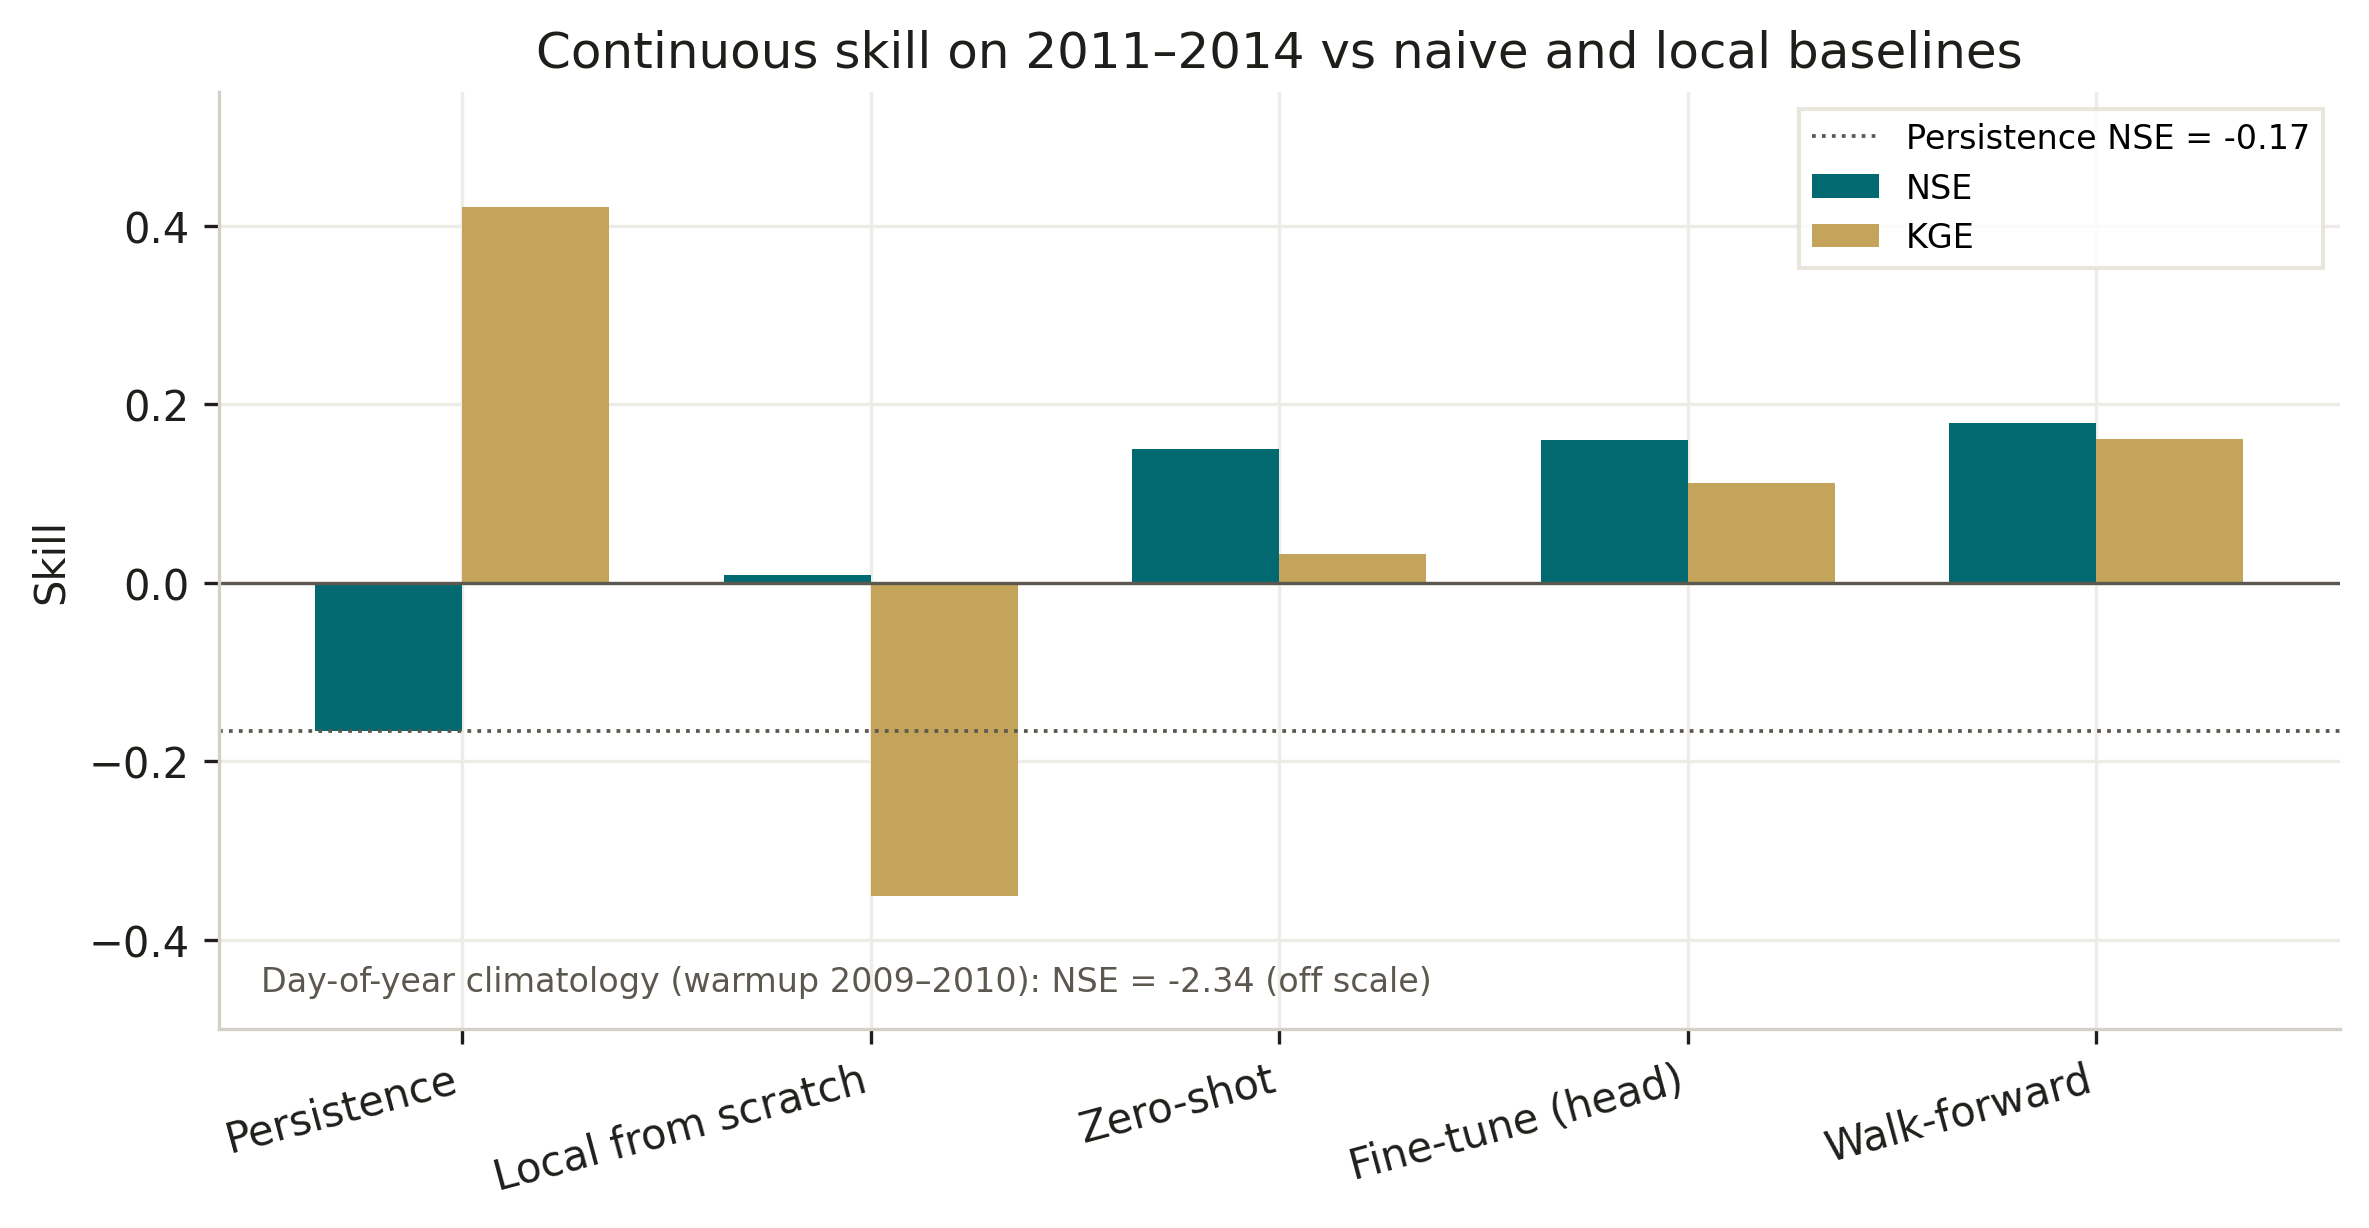 Continuous skill on 2011–2014 vs naive and local baselines
Persistence NSE = -0.17
NSE
KGE
Skill
0.4
0.2
0.0
−0.2
−0.4
Day-of-year climatology (warmup 2009–2010): NSE = -2.34 (off scale)
Persistence
Local from scratch
Zero-shot
Fine-tune (head)
Walk-forward